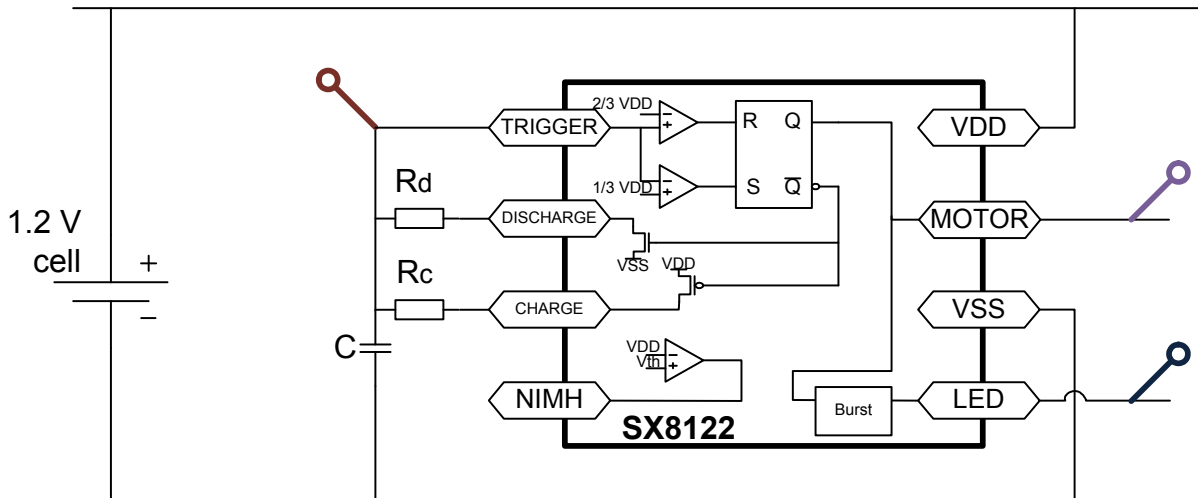 2/3 VDD
TRIGGER
R Q
VDD
Rd
1/3 VDD
S Q
1.2 V
cell
DISCHARGE
MOTOR
VSS
VDD
+
Rc
CHARGE
VSS
−
C
VDD
Vth
NIMH
Burst
LED
SX8122